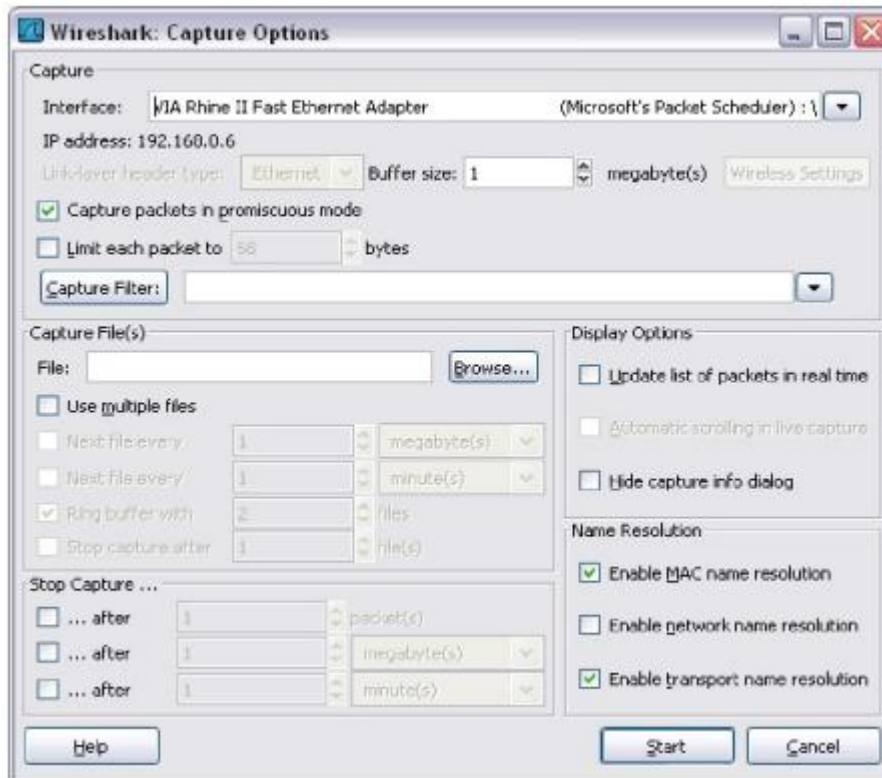 Wireshark: Capture Options
Capture
Interface: VIA Rhine II Fast Ethernet Adapter (Microsoft's Packet Scheduler) : \
IP address: 192.168.0.6
Link-layer header type: Ethernet Buffer size: 1 megabyte(s) Wireless Settings
Capture packets in promiscuous mode
Limit each packet to 68 bytes
Capture Filter:
Capture File(s)
File: Browse...
Use multiple files
Next file every 1 megabyte(s)
Next file every 1 minute(s)
Ring buffer with 2 files
Stop capture after 1 file(s)
Stop Capture ...
... after 1 packet(s)
... after 1 megabyte(s)
... after 1 minute(s)
Display Options
Update list of packets in real time
Automatic scrolling in live capture
Hide capture info dialog
Name Resolution
Enable MAC name resolution
Enable network name resolution
Enable transport name resolution
Help Start Cancel